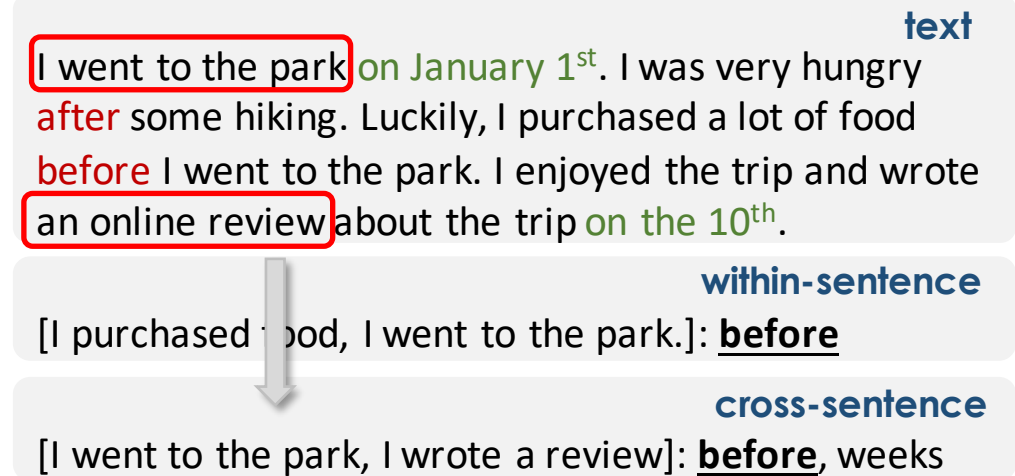 text
I went to the park on January 1st. I was very hungry
after some hiking. Luckily, I purchased a lot of food
before I went to the park. I enjoyed the trip and wrote
an online review about the trip on the 10th.
within-sentence
[I purchased ood, I went to the park.]: before
cross-sentence
[I went to the park, I wrote a review]: before, weeks